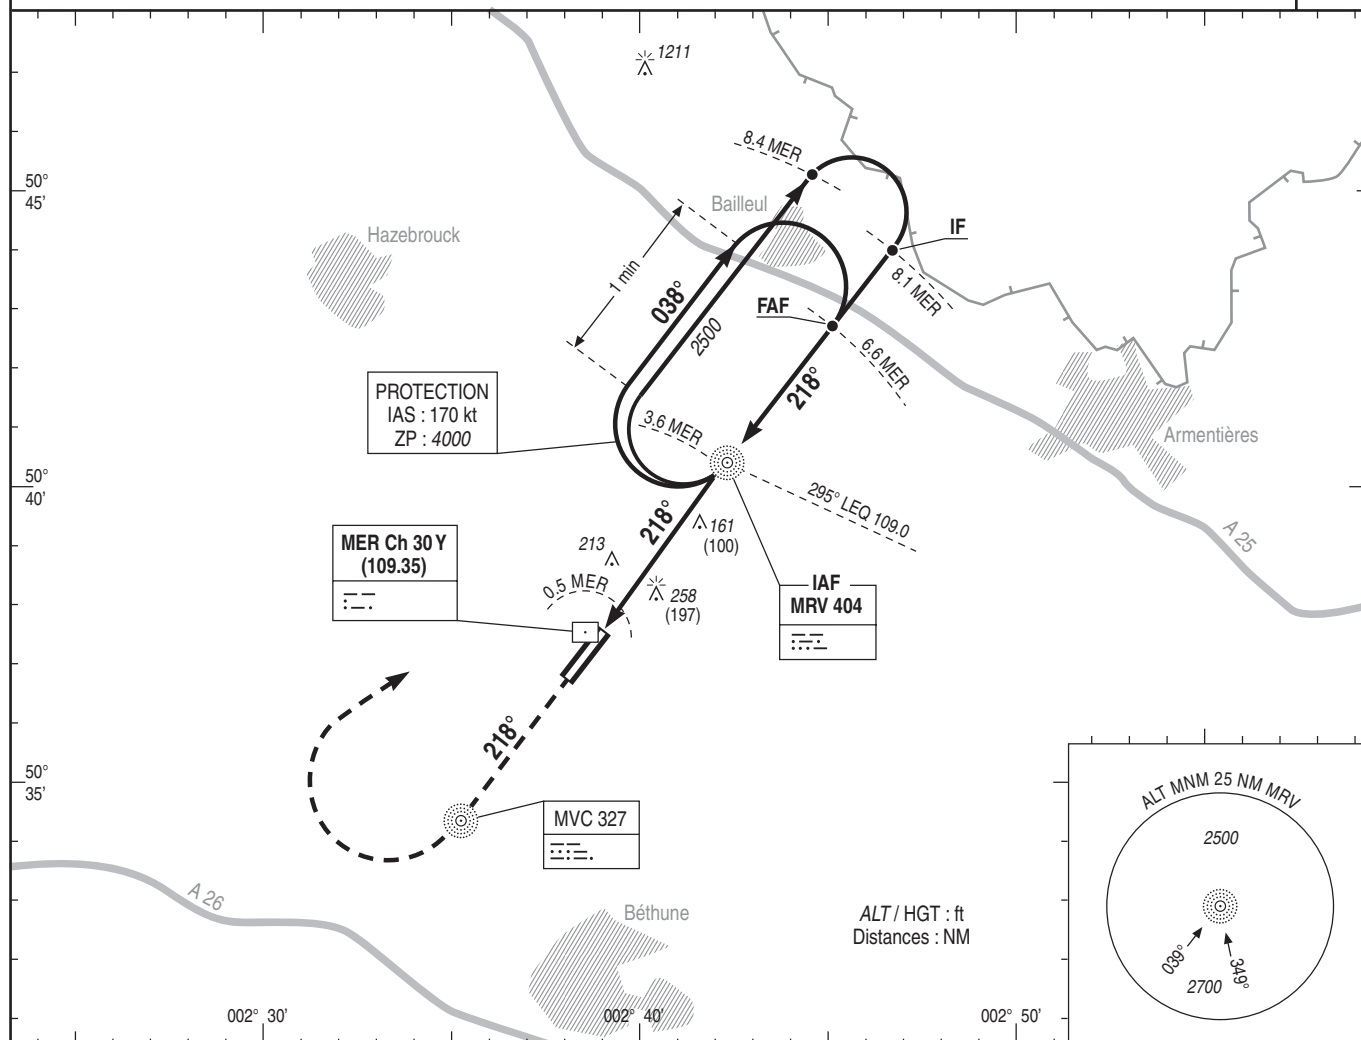 1211
8.4 MER
50°
45'
Bailleul
Hazebrouck
IF
8.1 MER
1 min
038°
2500
FAF
6.6 MER
218°
PROTECTION
IAS : 170 kt
ZP : 4000
3.6 MER
Armentières
50°
40'
295° LEQ 109.0
A 25
218°
161
(100)
MER Ch 30 Y
(109.35)
213
0.5 MER
258
(197)
IAF
MRV 404
218°
50°
35'
MVC 327
ALT MNM 25 NM MRV
2500
039°
349°
2700
A 26
Béthune
ALT / HGT : ft
Distances : NM
002° 30'
002° 40'
002° 50'